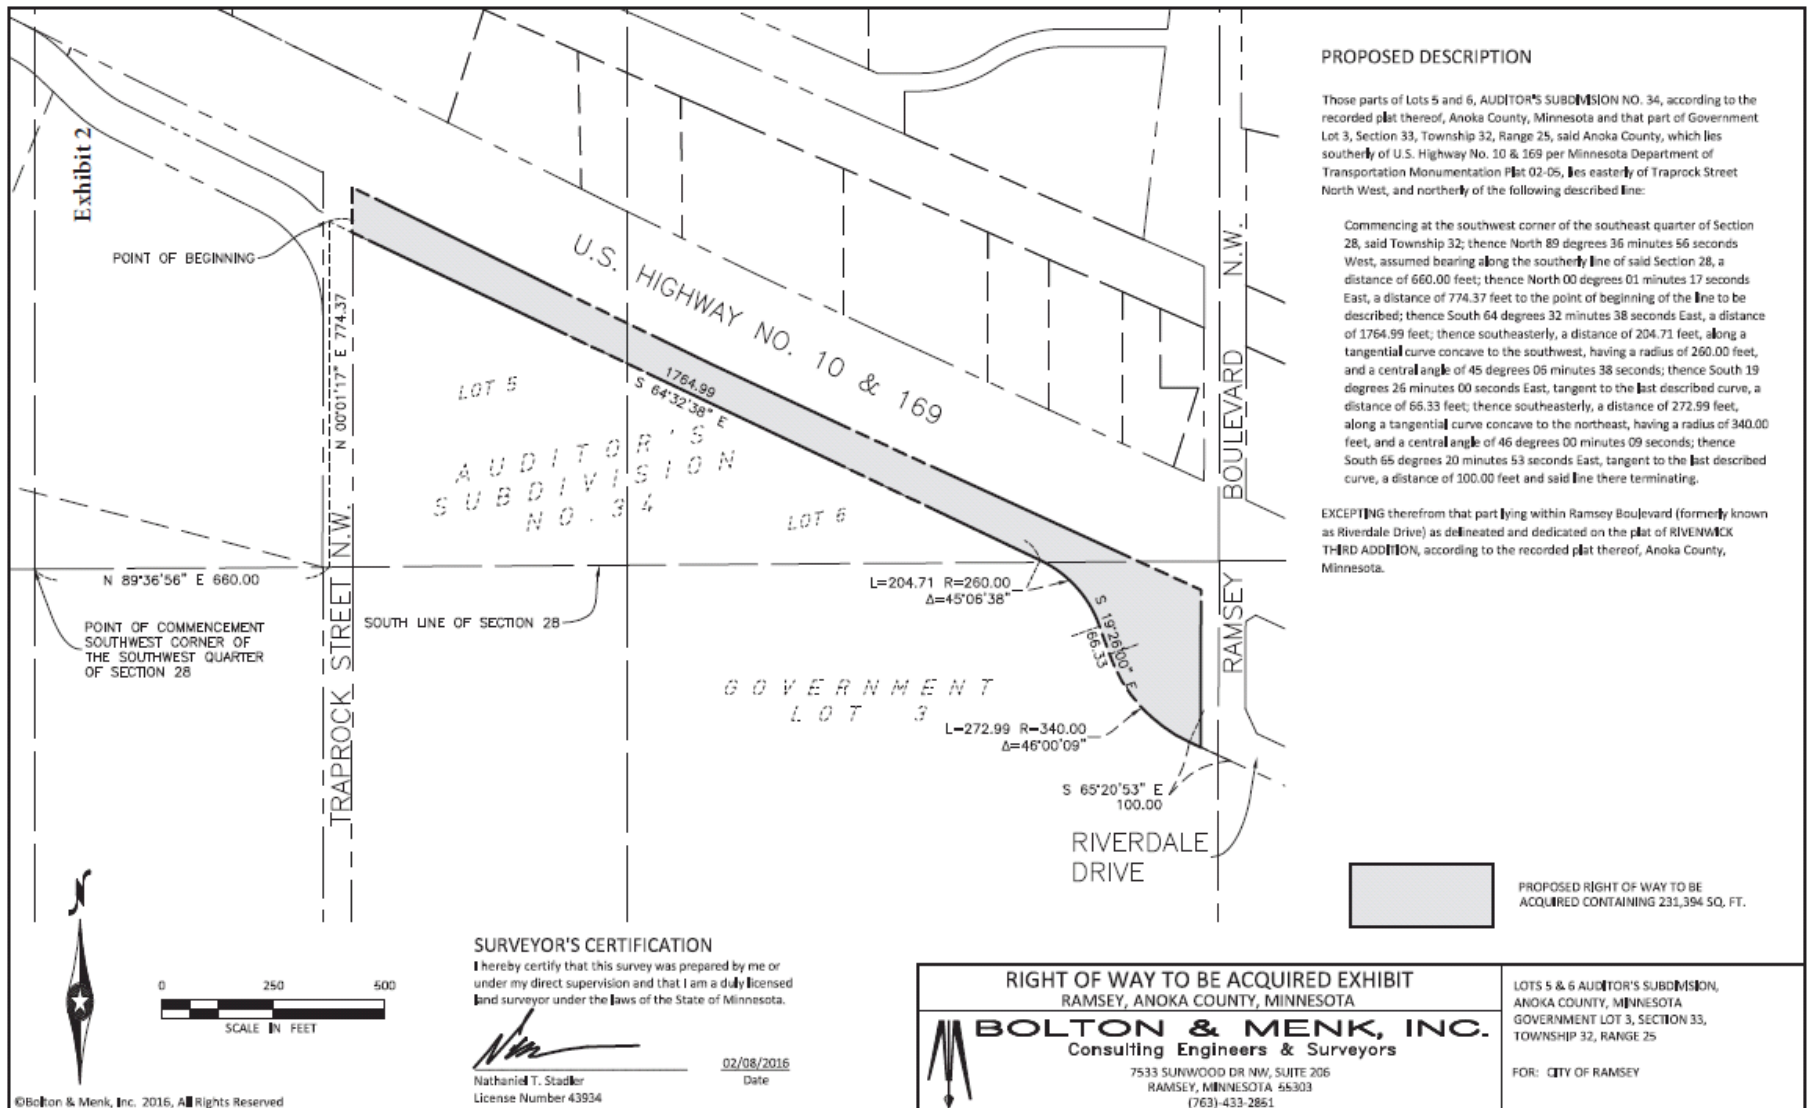 Exhibit 2
POINT OF BEGINNING
N 00°01'17" E 774.37
U.S. HIGHWAY NO. 10 & 169
1764.99
S 64°32'38" E
LOT 5
AUDITOR'S
SUBDIVISION
NO. 34
LOT 6
N 89°36'56" E 660.00
POINT OF COMMENCEMENT
SOUTHWEST CORNER OF
THE SOUTHWEST QUARTER
OF SECTION 28
TRAPROCK STREET N.W.
SOUTH LINE OF SECTION 28
L=204.71 R=260.00
Δ=45°06'38"
S 19°26'00" E
66.33
GOVERNMENT
LOT 3
L=272.99 R=340.00
Δ=46°00'09"
S 65°20'53" E
100.00
RIVERDALE
DRIVE
RAMSEY BOULEVARD N.W.
PROPOSED DESCRIPTION
Those parts of Lots 5 and 6, AUDITOR'S SUBDIVISION NO. 34, according to the
recorded plat thereof, Anoka County, Minnesota and that part of Government
Lot 3, Section 33, Township 32, Range 25, said Anoka County, which lies
southerly of U.S. Highway No. 10 & 169 per Minnesota Department of
Transportation Monumentation Plat 02-05, lies easterly of Traprock Street
North West, and northerly of the following described line:
Commencing at the southwest corner of the southeast quarter of Section
28, said Township 32; thence North 89 degrees 36 minutes 56 seconds
West, assumed bearing along the southerly line of said Section 28, a
distance of 660.00 feet; thence North 00 degrees 01 minutes 17 seconds
East, a distance of 774.37 feet to the point of beginning of the line to be
described; thence South 64 degrees 32 minutes 38 seconds East, a distance
of 1764.99 feet; thence southeasterly, a distance of 204.71 feet, along a
tangential curve concave to the southwest, having a radius of 260.00 feet,
and a central angle of 45 degrees 06 minutes 38 seconds; thence South 19
degrees 26 minutes 00 seconds East, tangent to the last described curve, a
distance of 66.33 feet; thence southeasterly, a distance of 272.99 feet,
along a tangential curve concave to the northeast, having a radius of 340.00
feet, and a central angle of 46 degrees 00 minutes 09 seconds; thence
South 65 degrees 20 minutes 53 seconds East, tangent to the last described
curve, a distance of 100.00 feet and said line there terminating.
EXCEPTING therefrom that part lying within Ramsey Boulevard (formerly known
as Riverdale Drive) as delineated and dedicated on the plat of RIVENWICK
THIRD ADDITION, according to the recorded plat thereof, Anoka County,
Minnesota.
PROPOSED RIGHT OF WAY TO BE
ACQUIRED CONTAINING 231,394 SQ. FT.
N
0 250 500
SCALE IN FEET
SURVEYOR'S CERTIFICATION
I hereby certify that this survey was prepared by me or
under my direct supervision and that I am a duly licensed
land surveyor under the laws of the State of Minnesota.
02/08/2016
Nathaniel T. Stadler Date
License Number 43934
©Bolton & Menk, Inc. 2016, All Rights Reserved
RIGHT OF WAY TO BE ACQUIRED EXHIBIT
RAMSEY, ANOKA COUNTY, MINNESOTA
BOLTON & MENK, INC.
Consulting Engineers & Surveyors
7533 SUNWOOD DR NW, SUITE 206
RAMSEY, MINNESOTA 55303
(763)-433-2851
LOTS 5 & 6 AUDITOR'S SUBDIVISION,
ANOKA COUNTY, MINNESOTA
GOVERNMENT LOT 3, SECTION 33,
TOWNSHIP 32, RANGE 25
FOR: CITY OF RAMSEY